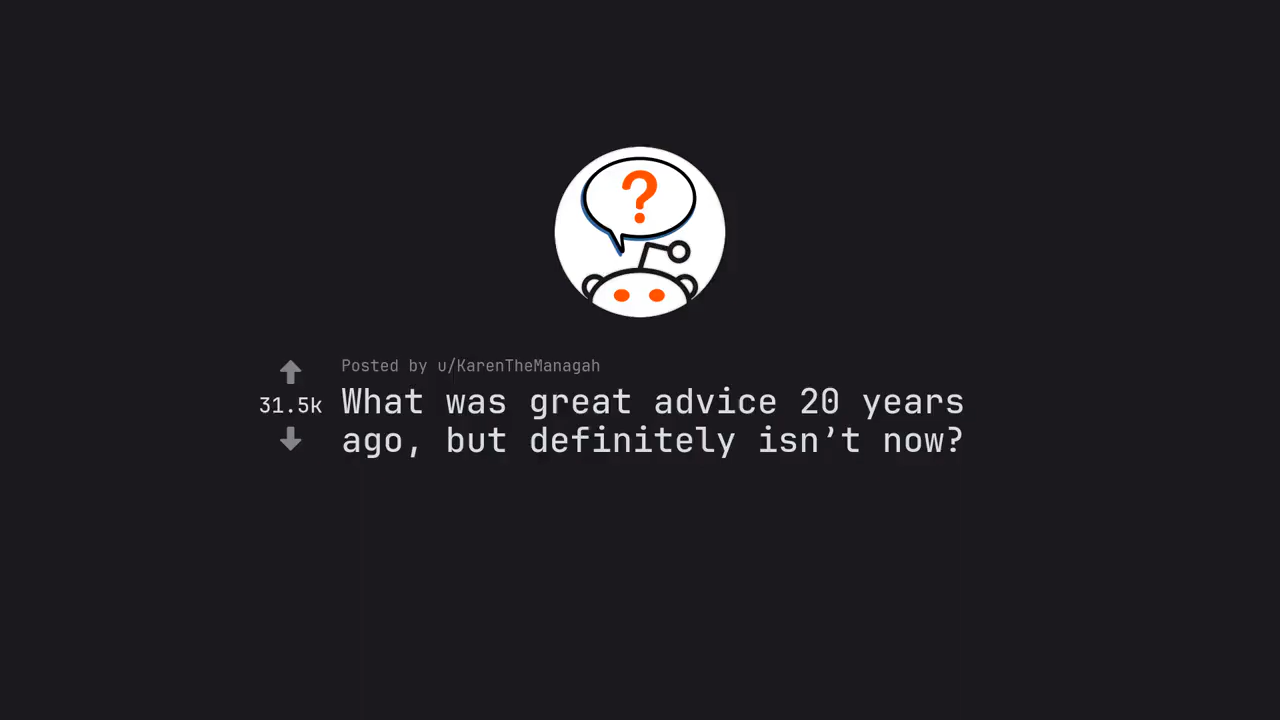 ?
Posted by u/KarenTheManagah
31.5k
What was great advice 20 years
ago, but definitely isn’t now?